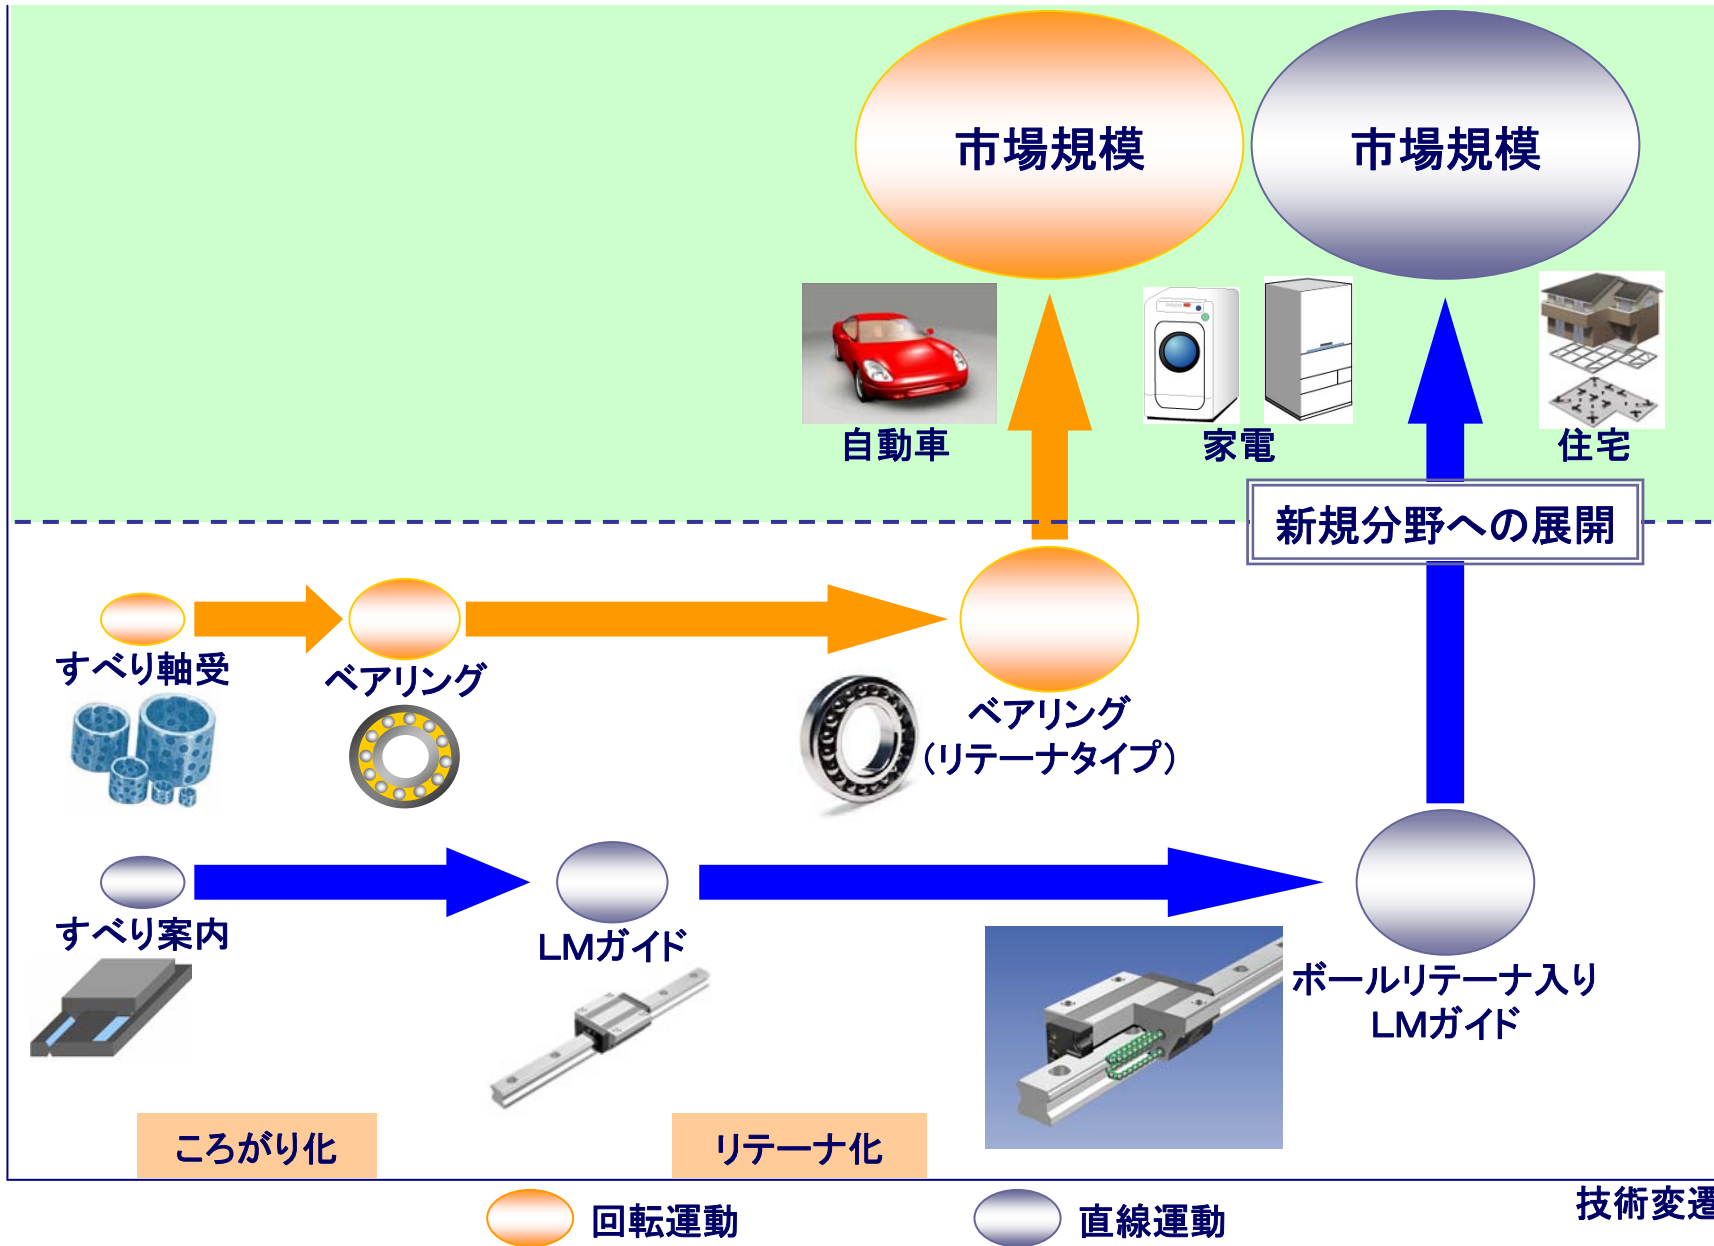 市場規模
市場規模
自動車
家電
住宅
新規分野への展開
すべり軸受
ベアリング
ベアリング
(リテーナタイプ)
すべり案内
LMガイド
ボールリテーナ入り
LMガイド
ころがり化
リテーナ化
技術変遷
回転運動
直線運動